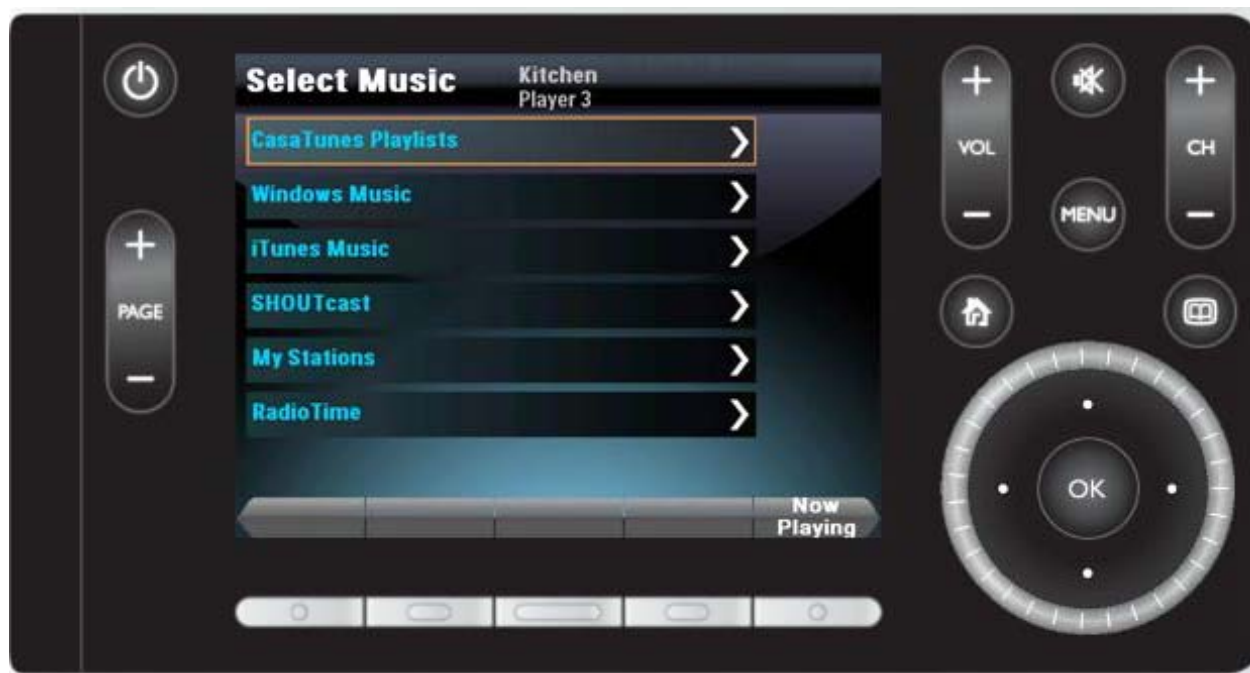 Select Music
Kitchen
Player 3
CasaTunes Playlists
Windows Music
iTunes Music
SHOUTcast
My Stations
RadioTime
Now
Playing
PAGE
VOL
CH
MENU
OK